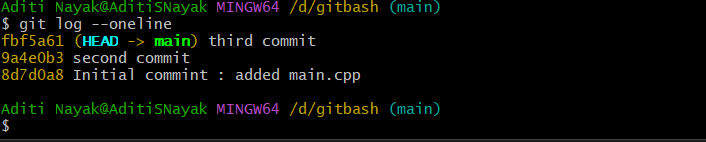 Aditi Nayak@AditiSNayak MINGW64 /d/gitbash (main)
$ git log --oneline
fbf5a61 (HEAD -> main) third commit
9a4e0b3 second commit
8d7d0a8 Initial commint : added main.cpp
Aditi Nayak@AditiSNayak MINGW64 /d/gitbash (main)
$